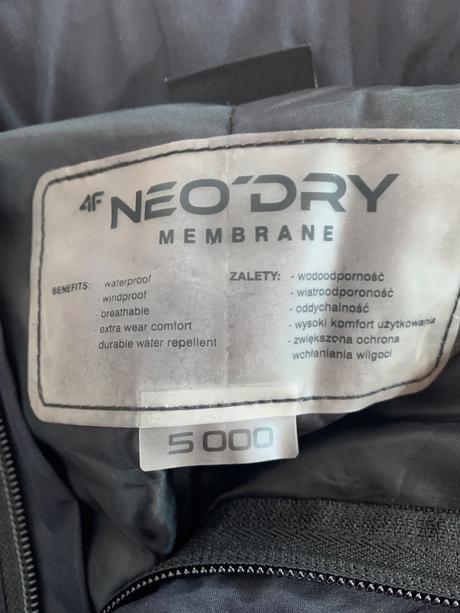 4F NEO'DRY
MEMBRANE
BENEFITS: - waterproof
- windproof
breathable
- extra wear comfort
durable water repellent
ZALETY: - wodoodporność
- wiatroodporoność
- oddychalność
- wysoki komfort użytkowania
- zwiększona ochrona
wchłaniania wilgoci
5 000